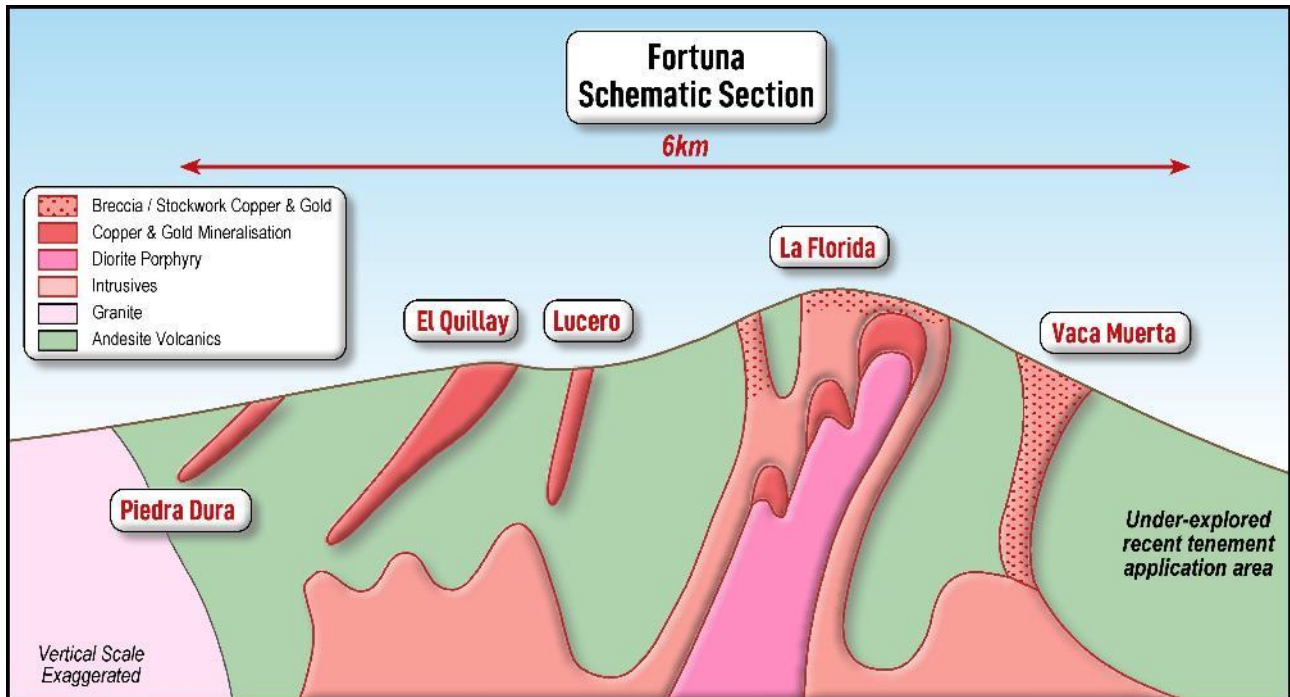 Fortuna
Schematic Section
6km
Breccia / Stockwork Copper & Gold
Copper & Gold Mineralisation
Diorite Porphyry
Intrusives
Granite
Andesite Volcanics
La Florida
El Quillay
Lucero
Vaca Muerta
Piedra Dura
Under-explored
recent tenement
application area
Vertical Scale
Exaggerated